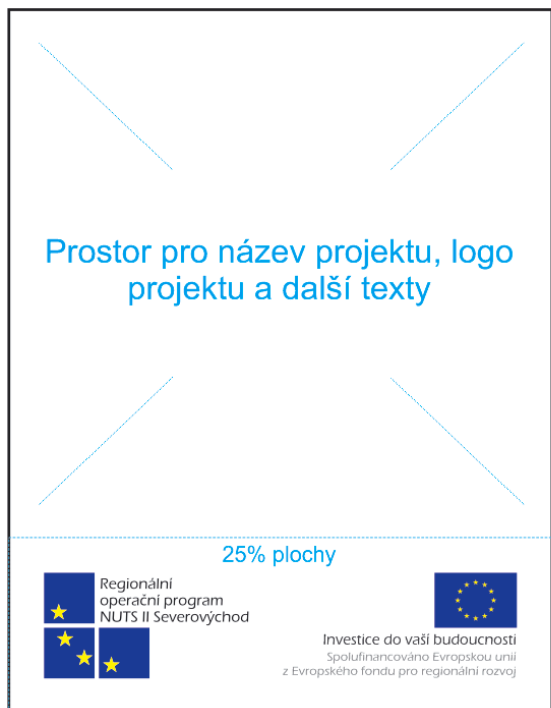 Prostor pro název projektu, logo
projektu a další texty
25% plochy
Regionální
operační program
NUTS II Severovýchod
Investice do vaší budoucnosti
Spolufinancováno Evropskou unií
z Evropského fondu pro regionální rozvoj